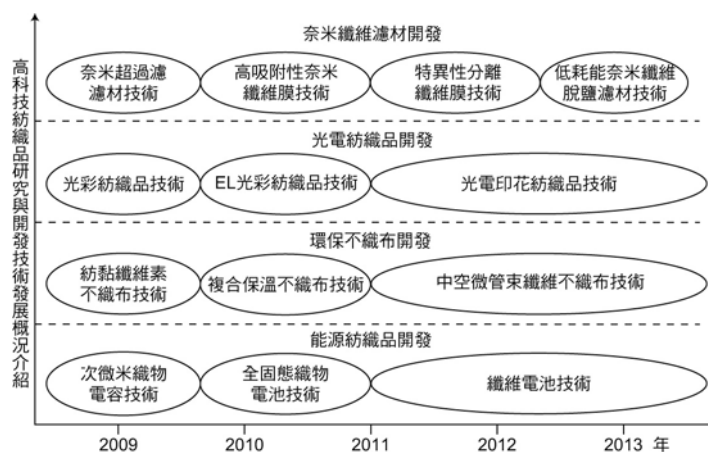 高科技紡織品研究與開發技術發展概況介紹
奈米纖維濾材開發
奈米超過濾
濾材技術
高吸附性奈米
纖維膜技術
特異性分離
纖維膜技術
低耗能奈米纖維
脫鹽濾材技術
光電紡織品開發
光彩紡織品技術
EL光彩紡織品技術
光電印花紡織品技術
環保不織布開發
紡黏纖維素
不織布技術
複合保溫不織布技術
中空微管束纖維不織布技術
能源紡織品開發
次微米織物
電容技術
全固態織物
電池技術
纖維電池技術
2009
2010
2011
2012
2013 年